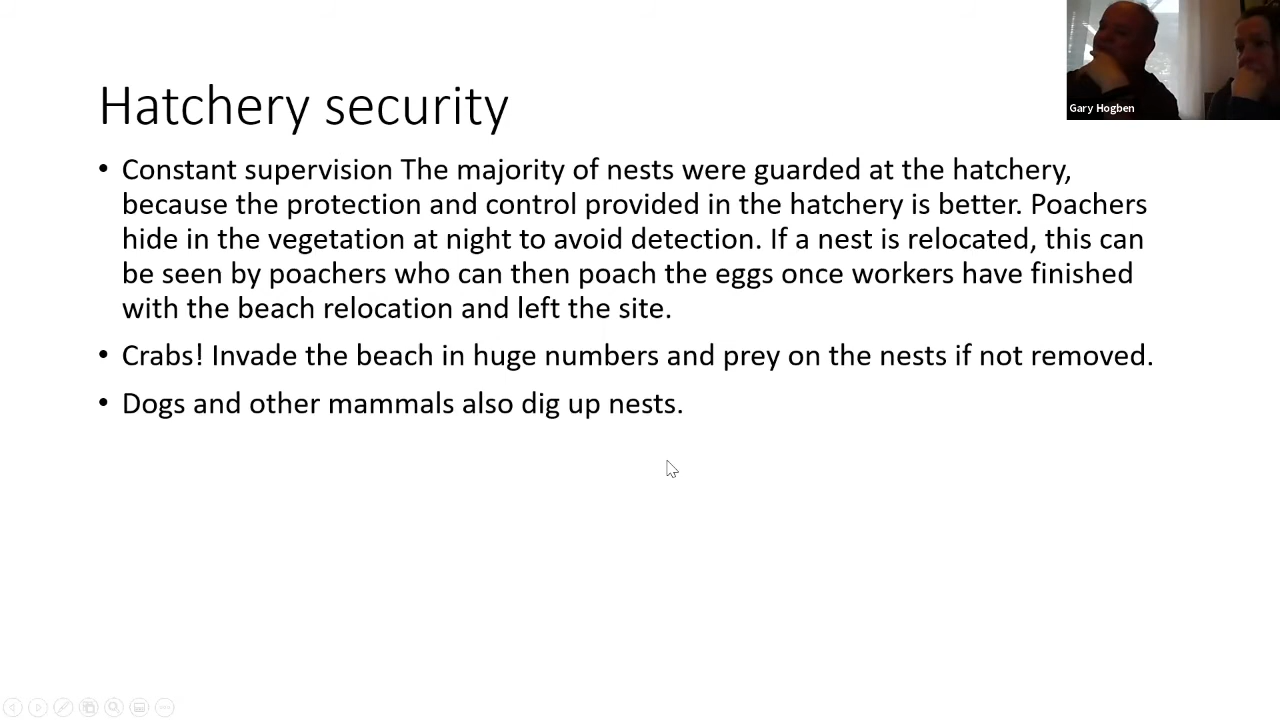 Hatchery security
Gary Hogben
• Constant supervision The majority of nests were guarded at the hatchery,
because the protection and control provided in the hatchery is better. Poachers
hide in the vegetation at night to avoid detection. If a nest is relocated, this can
be seen by poachers who can then poach the eggs once workers have finished
with the beach relocation and left the site.
• Crabs! Invade the beach in huge numbers and prey on the nests if not removed.
• Dogs and other mammals also dig up nests.